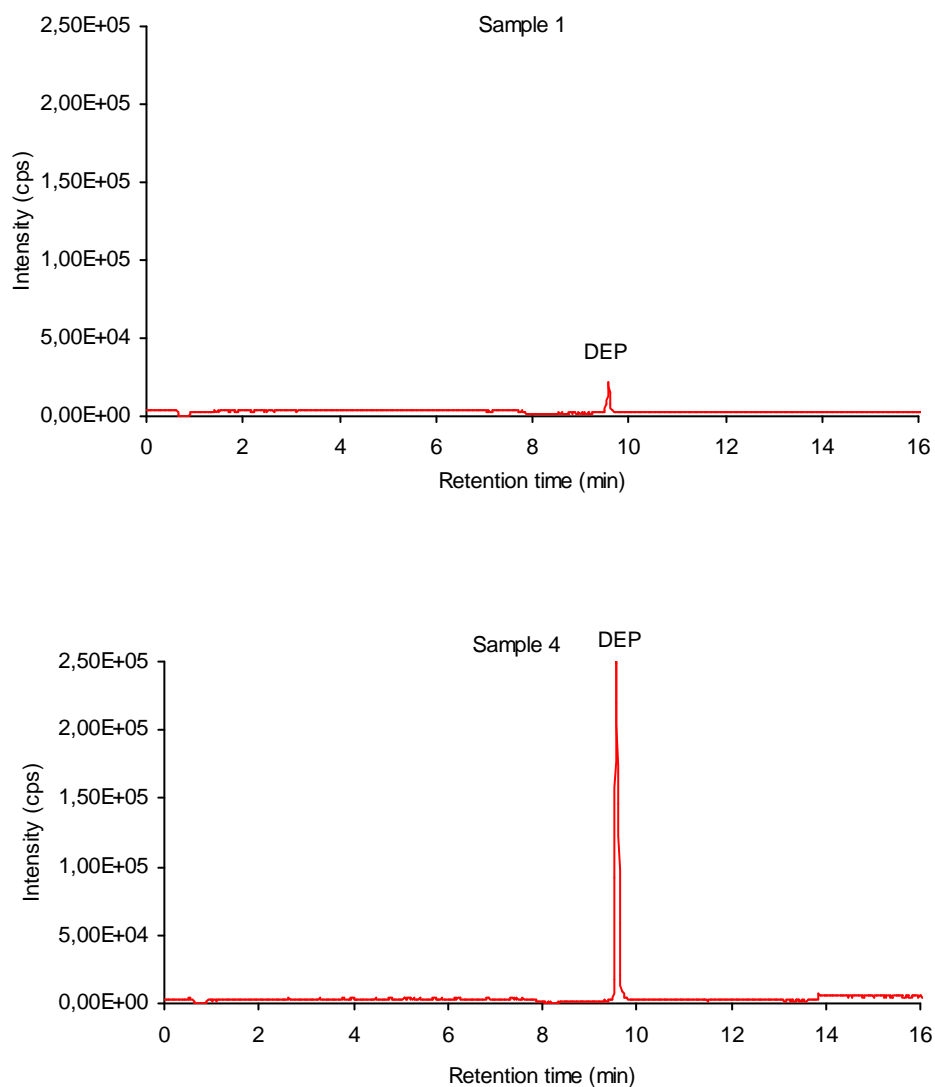 Sample 1
2,50E+05
2,00E+05
1,50E+05
1,00E+05
5,00E+04
0,00E+00
Intensity (cps)
DEP
0 2 4 6 8 10 12 14 16
Retention time (min)
Sample 4 DEP
2,50E+05
2,00E+05
1,50E+05
1,00E+05
5,00E+04
0,00E+00
Intensity (cps)
0 2 4 6 8 10 12 14 16
Retention time (min)